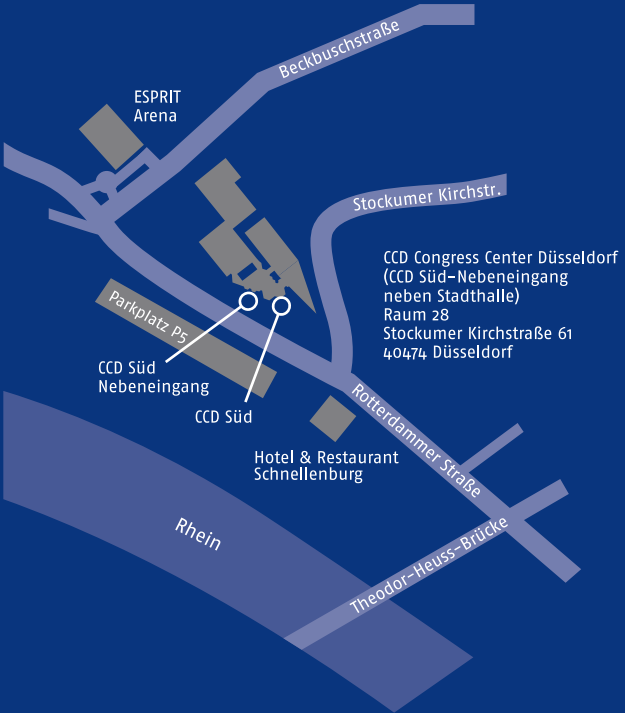 Beckbuschstraße
ESPRIT
Arena
Stockumer Kirchstr.
CCD Congress Center Düsseldorf
(CCD Süd-Nebeneingang
neben Stadthalle)
Raum 28
Stockumer Kirchstraße 61
40474 Düsseldorf
Parkplatz P5
CCD Süd
Nebeneingang
CCD Süd
Rotterdammer Straße
Hotel & Restaurant
Schnellenburg
Rhein
Theodor-Heuss-Brücke